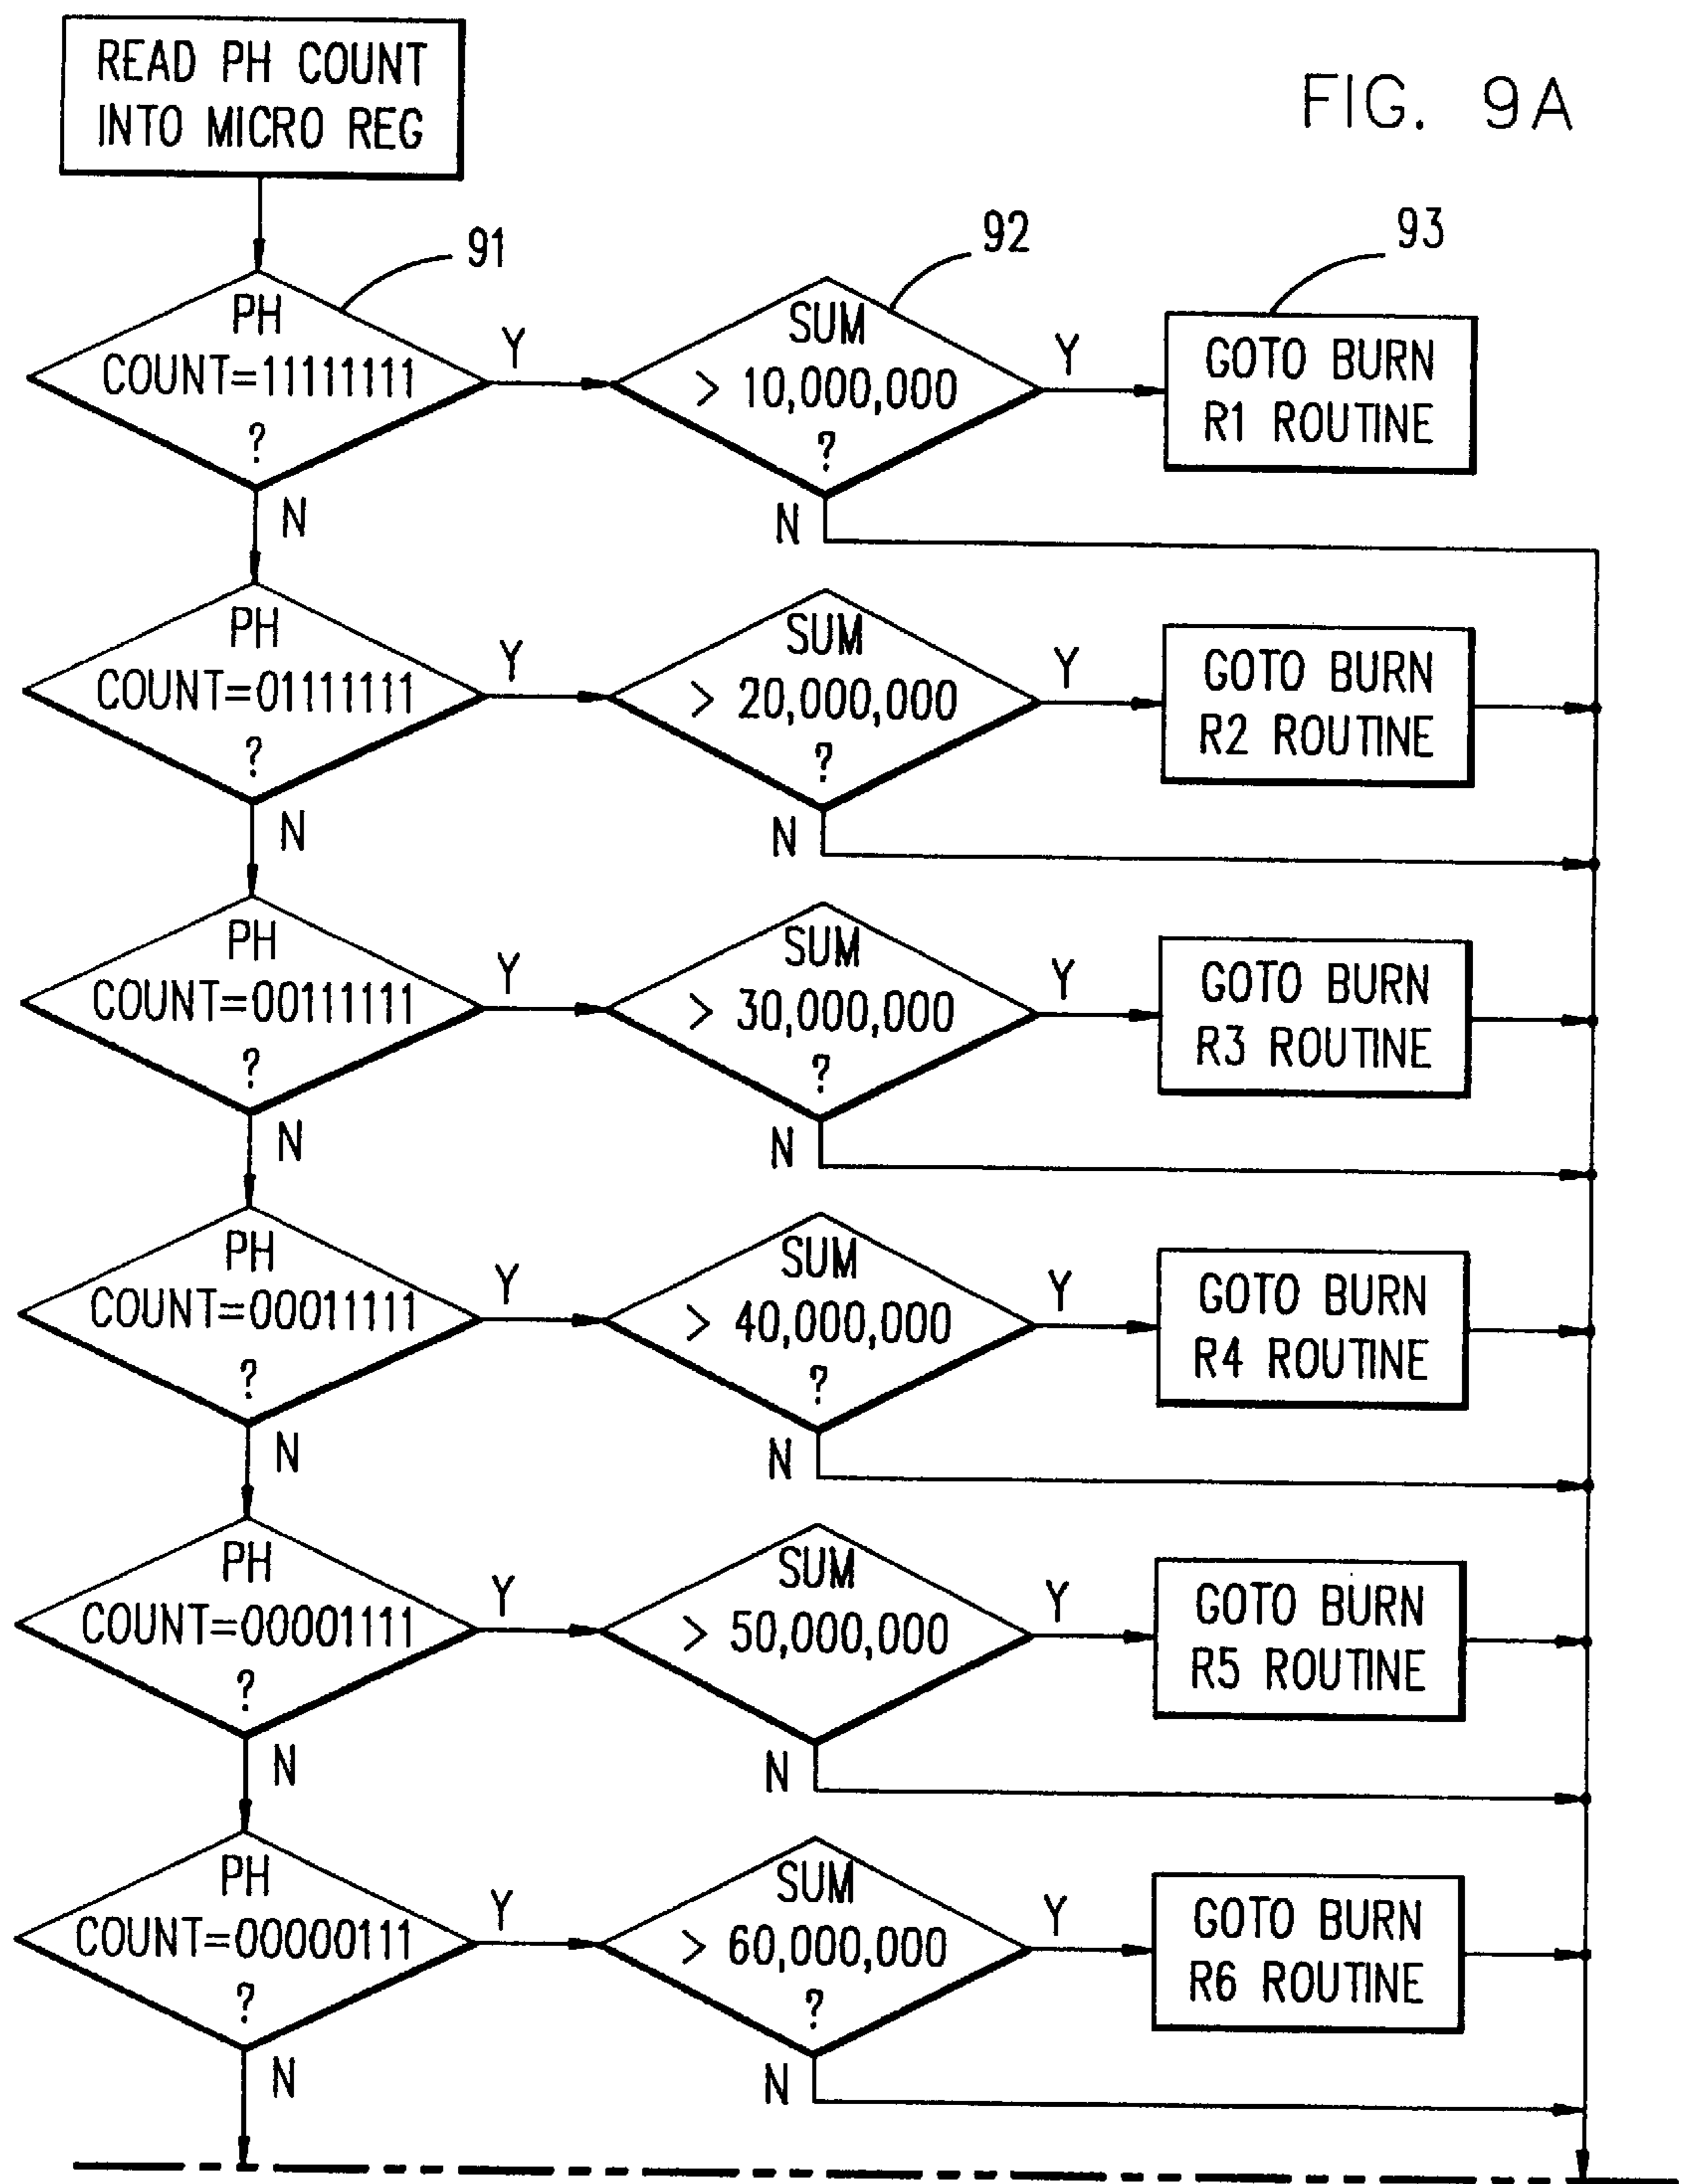 READ PH COUNT
INTO MICRO REG
FIG. 9A
91
92
93
PH
COUNT=11111111
?
Y
N
SUM
> 10,000,000
?
Y
N
GOTO BURN
R1 ROUTINE
PH
COUNT=01111111
?
Y
N
SUM
> 20,000,000
?
Y
N
GOTO BURN
R2 ROUTINE
PH
COUNT=00111111
?
Y
N
SUM
> 30,000,000
?
Y
N
GOTO BURN
R3 ROUTINE
PH
COUNT=00011111
?
Y
N
SUM
> 40,000,000
?
Y
N
GOTO BURN
R4 ROUTINE
PH
COUNT=00001111
?
Y
N
SUM
> 50,000,000
Y
N
GOTO BURN
R5 ROUTINE
PH
COUNT=00000111
?
Y
N
SUM
> 60,000,000
?
Y
N
GOTO BURN
R6 ROUTINE